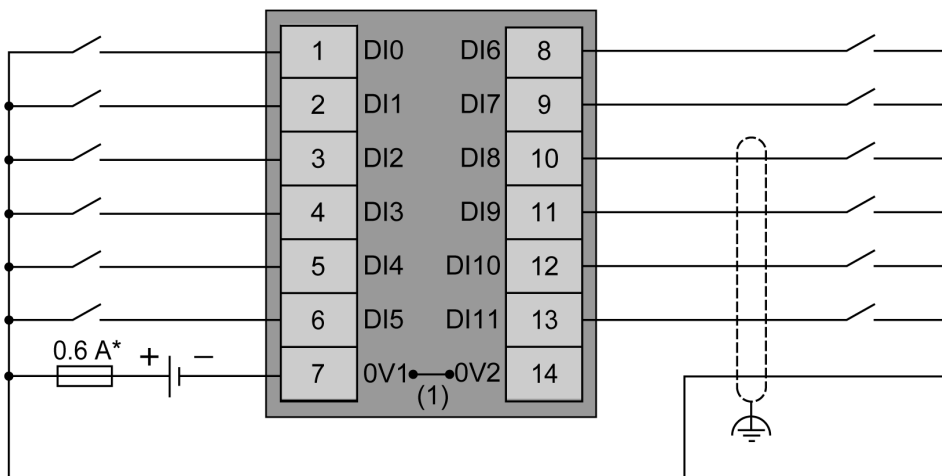 1 DI0 DI6 8
2 DI1 DI7 9
3 DI2 DI8 10
4 DI3 DI9 11
5 DI4 DI10 12
6 DI5 DI11 13
0.6 A* + − 7 0V1 0V2 14
(1)